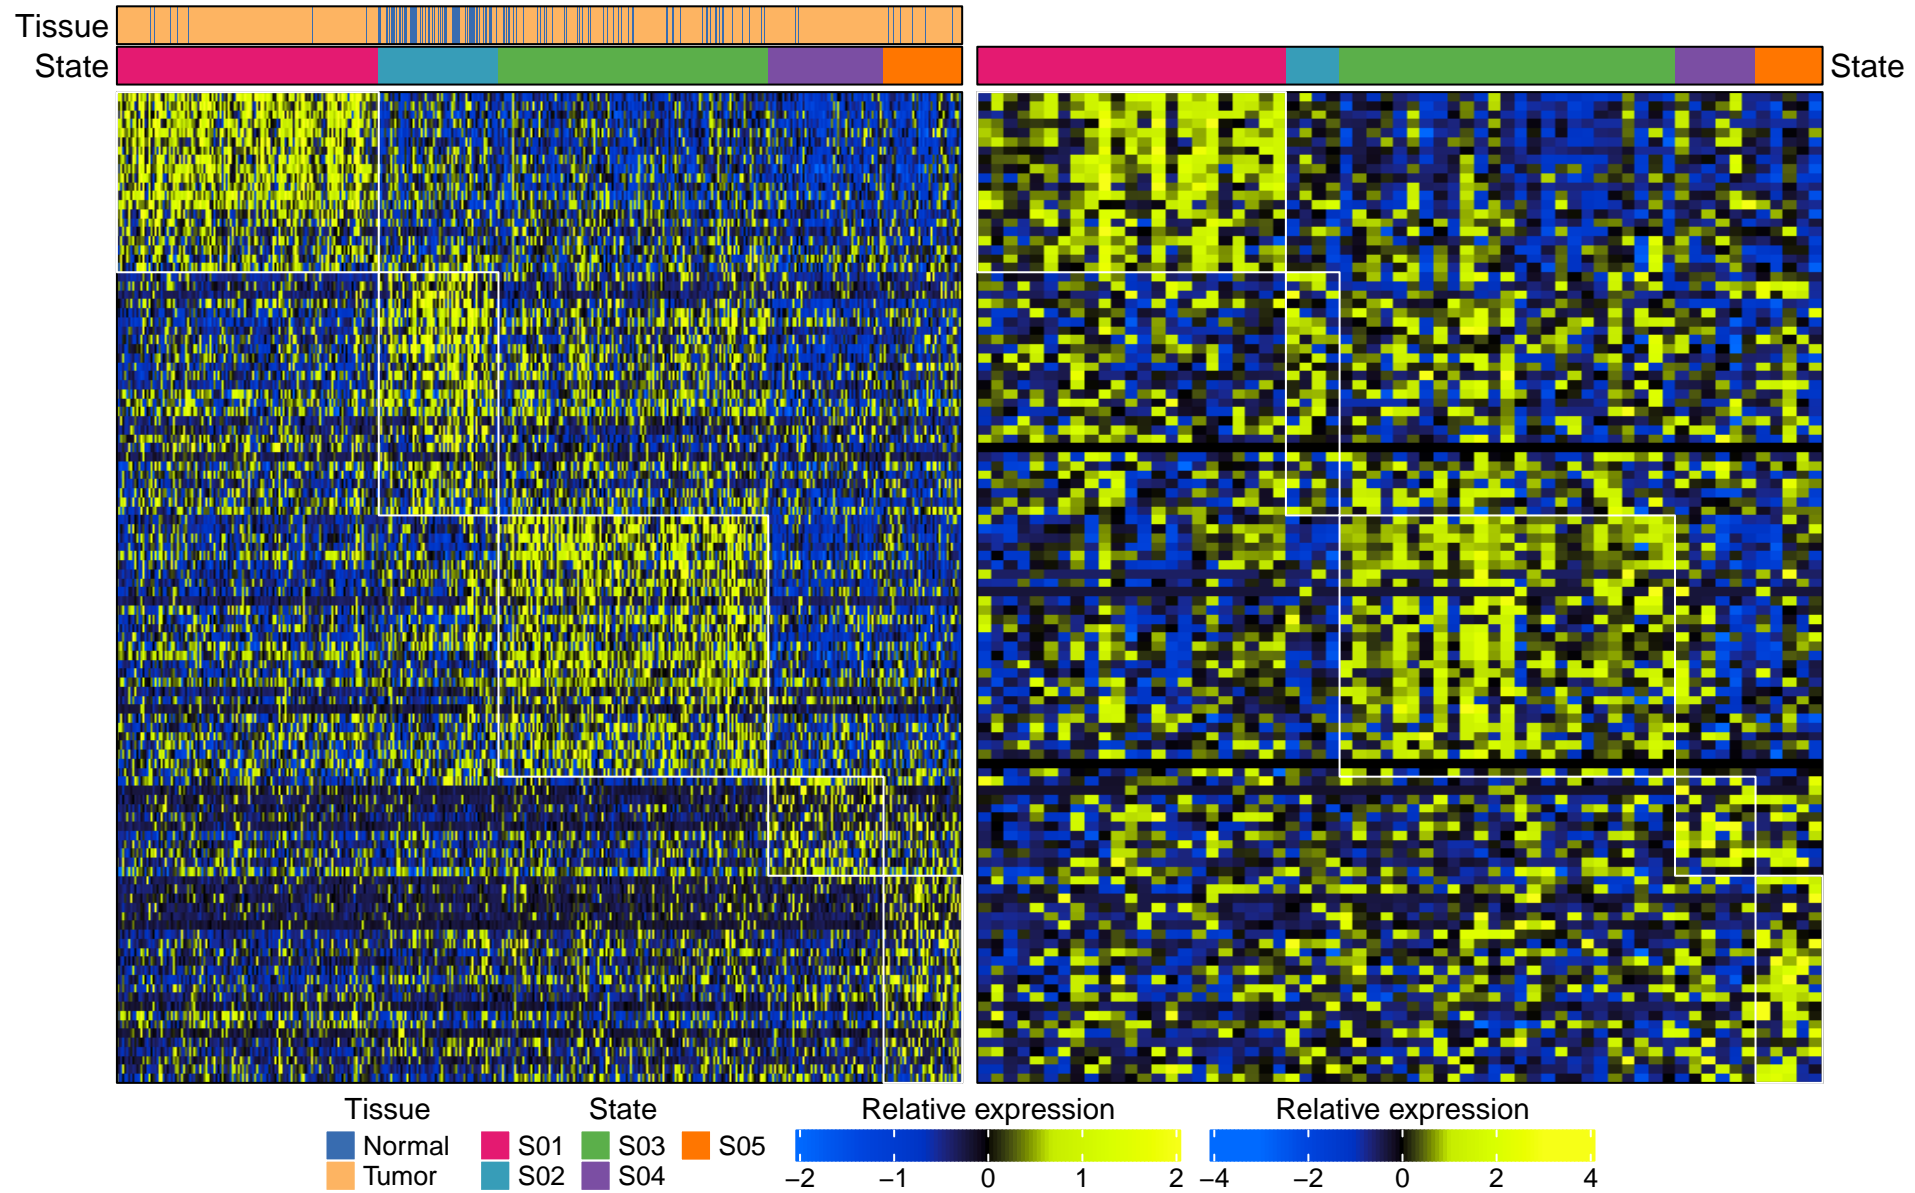 Tissue
State
State
Tissue State Relative expression Relative expression
Normal S01 S03 S05
Tumor S02 S04
−2 −1 0 1 2 −4 −2 0 2 4